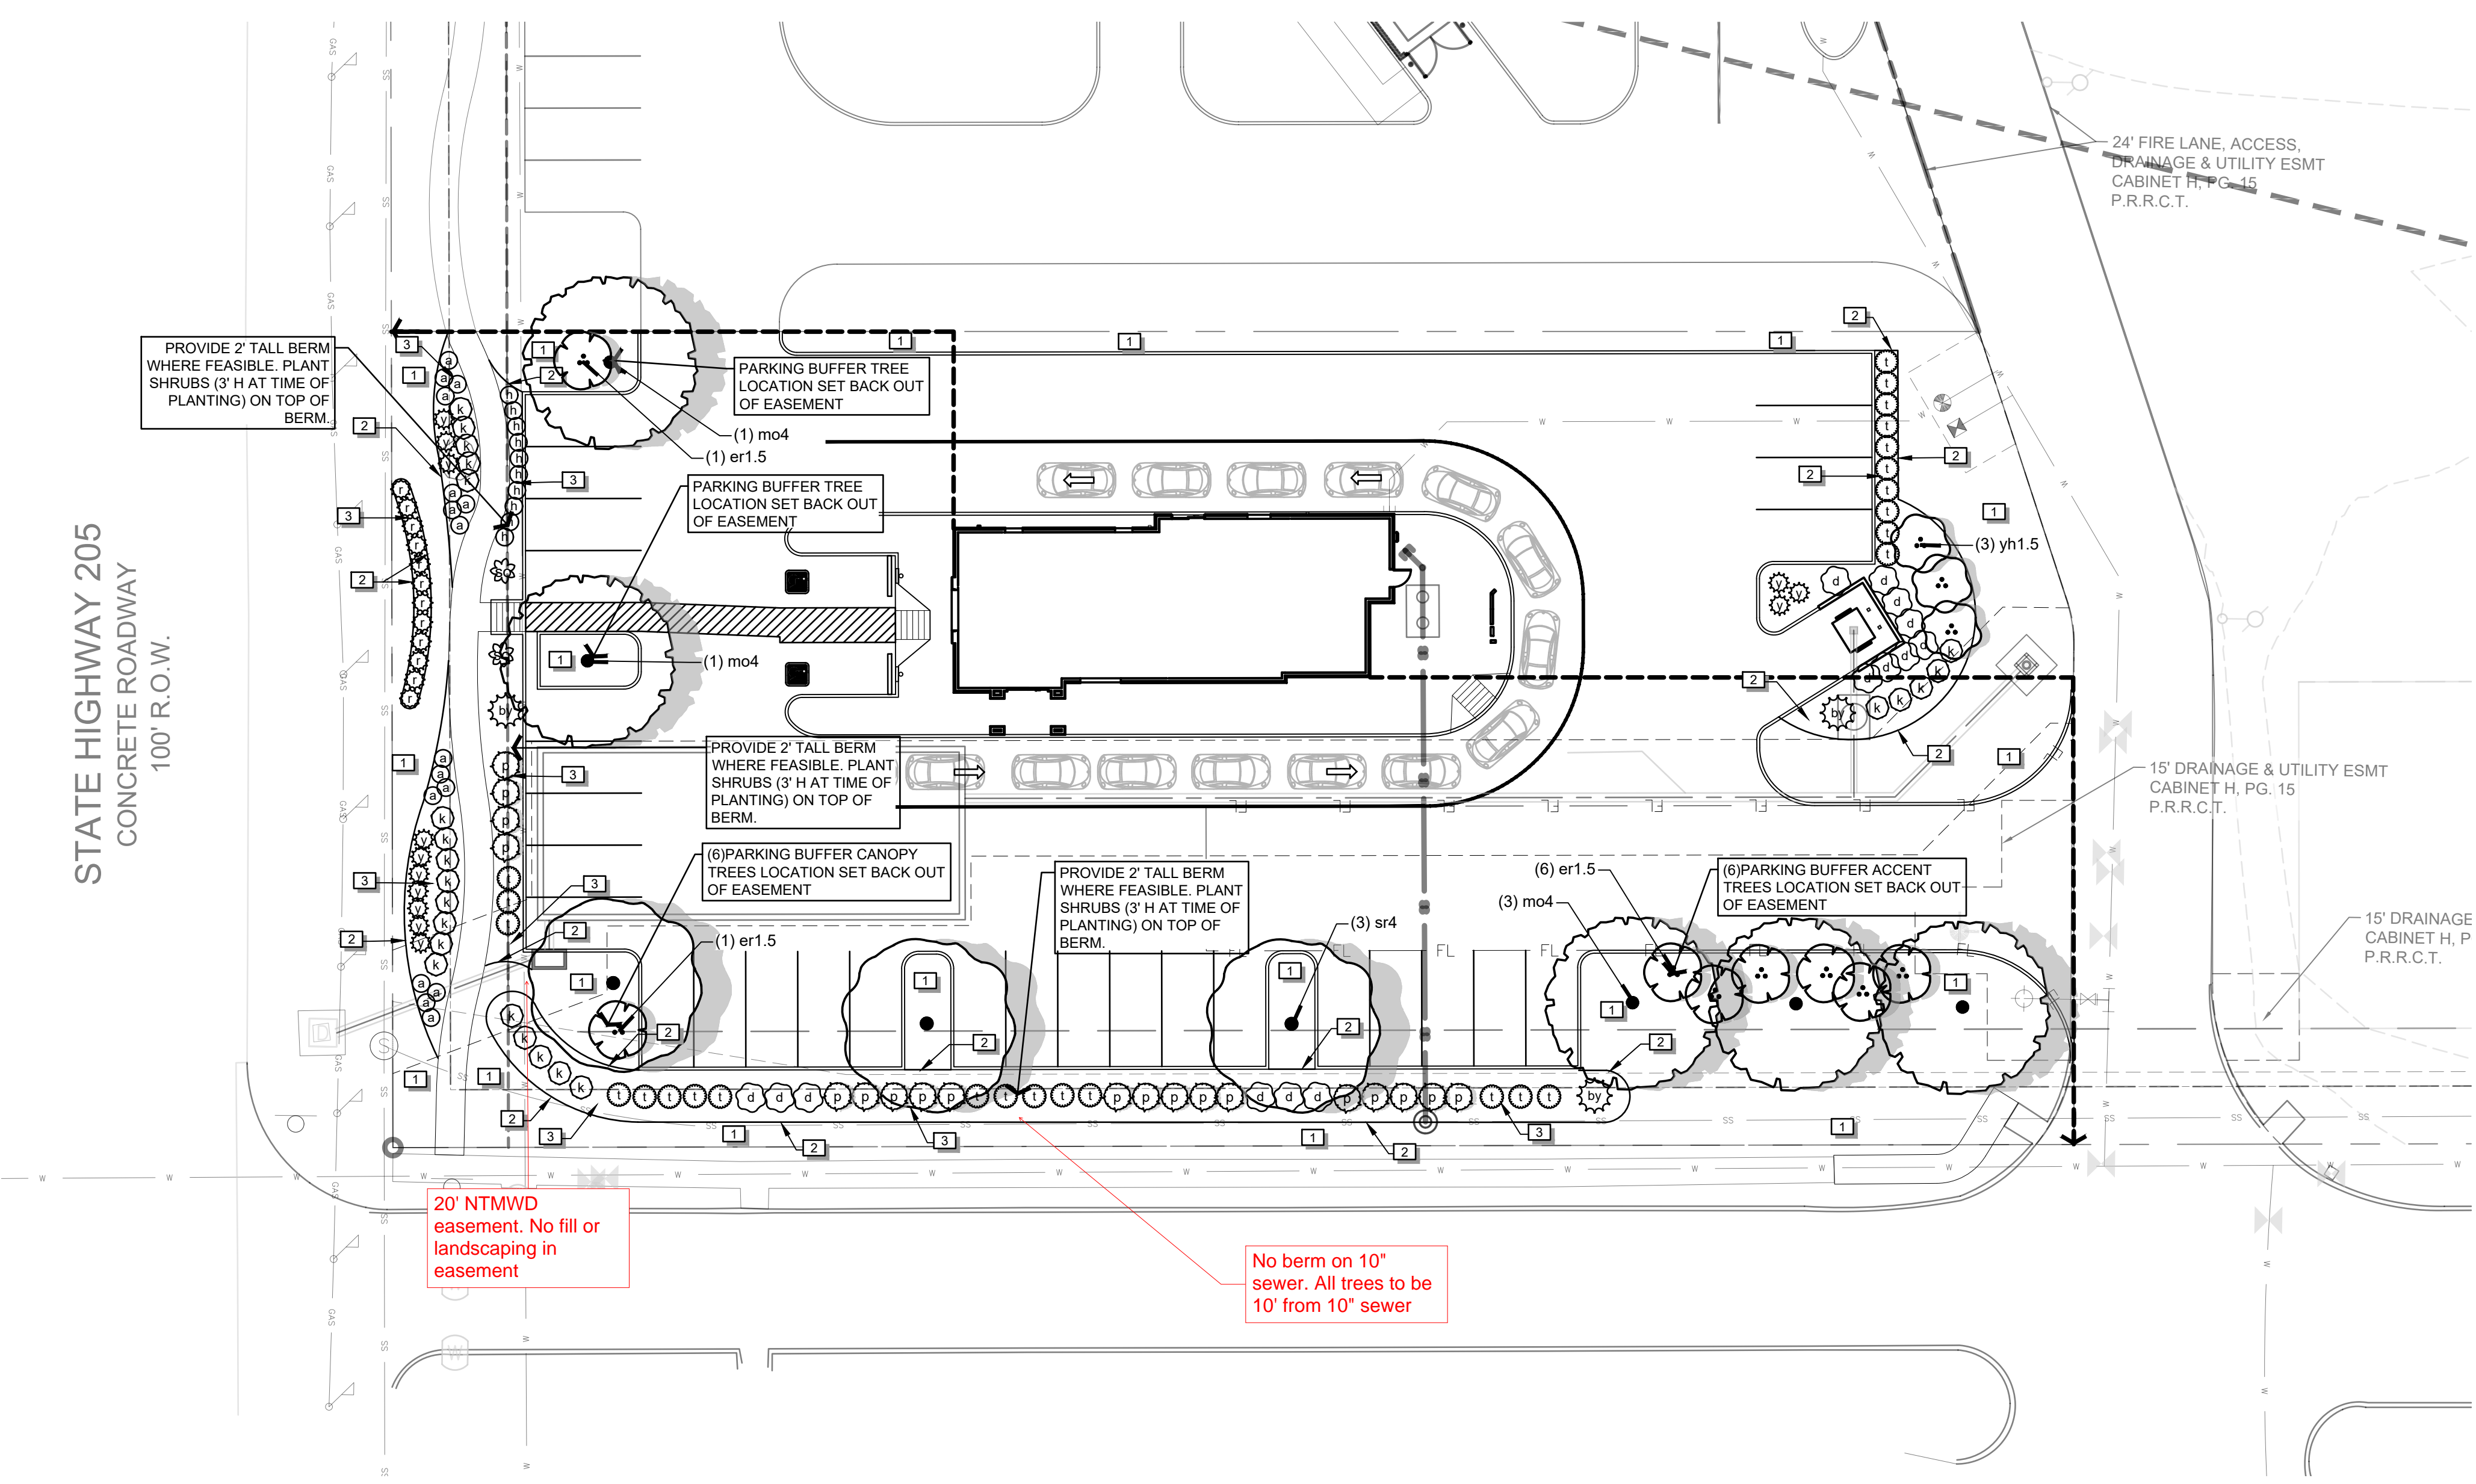 24' FIRE LANE, ACCESS,
DRAINAGE & UTILITY ESMT
CABINET H, PG. 15
P.R.R.C.T.
PROVIDE 2' TALL BERM
WHERE FEASIBLE. PLANT
SHRUBS (3' H AT TIME OF
PLANTING) ON TOP OF
BERM.
PARKING BUFFER TREE
LOCATION SET BACK OUT
OF EASEMENT
(1) mo4
(1) er1.5
PARKING BUFFER TREE
LOCATION SET BACK OUT
OF EASEMENT
(1) mo4
(3) yh1.5
STATE HIGHWAY 205
CONCRETE ROADWAY
100' R.O.W.
PROVIDE 2' TALL BERM
WHERE FEASIBLE. PLANT
SHRUBS (3' H AT TIME OF
PLANTING) ON TOP OF
BERM.
15' DRAINAGE & UTILITY ESMT
CABINET H, PG. 15
P.R.R.C.T.
(6)PARKING BUFFER CANOPY
TREES LOCATION SET BACK OUT
OF EASEMENT
(1) er1.5
PROVIDE 2' TALL BERM
WHERE FEASIBLE. PLANT
SHRUBS (3' H AT TIME OF
PLANTING) ON TOP OF
BERM.
(3) sr4
(6) er1.5
(3) mo4
(6)PARKING BUFFER ACCENT
TREES LOCATION SET BACK OUT
OF EASEMENT
15' DRAINAGE
CABINET H, P
P.R.R.C.T.
20' NTMWD
easement. No fill or
landscaping in
easement
No berm on 10"
sewer. All trees to be
10' from 10" sewer